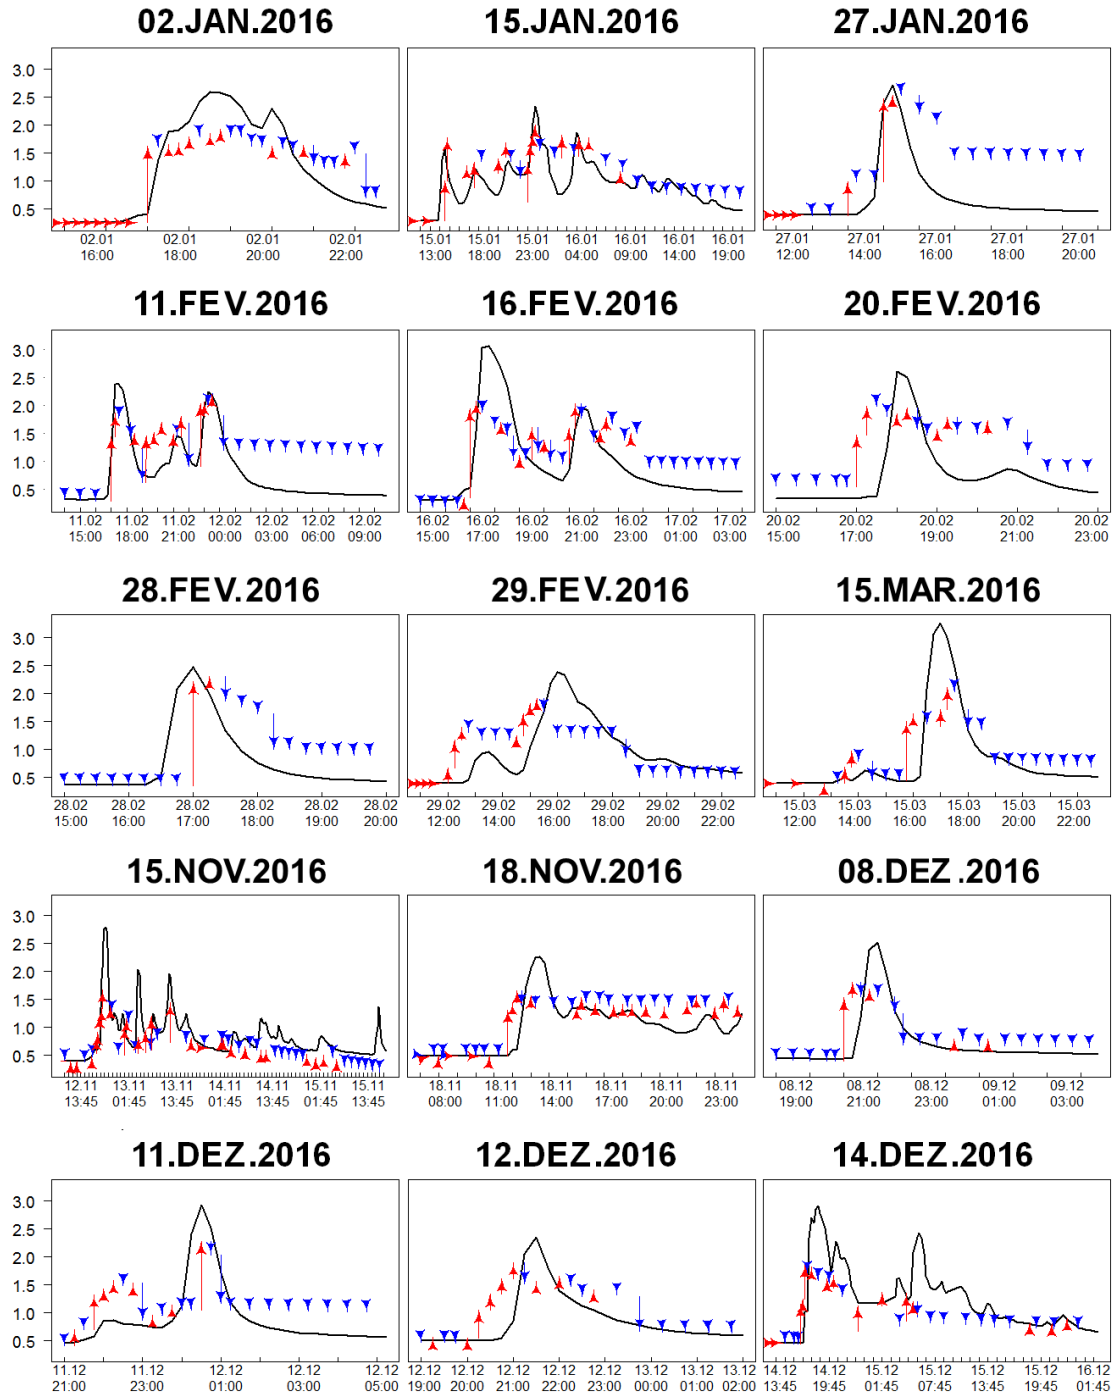 02.JAN.2016 15.JAN.2016 27.JAN.2016
3.0
2.5
2.0
1.5
1.0
0.5
02.01 02.01 02.01 02.01 15.01 15.01 15.01 16.01 16.01 16.01 16.01 27.01 27.01 27.01 27.01 27.01
16:00 18:00 20:00 22:00 13:00 18:00 23:00 04:00 09:00 14:00 19:00 12:00 14:00 16:00 18:00 20:00
11.FEV.2016 16.FEV.2016 20.FEV.2016
3.0
2.5
2.0
1.5
1.0
0.5
11.02 11.02 11.02 12.02 12.02 12.02 12.02 16.02 16.02 16.02 16.02 16.02 17.02 17.02 20.02 20.02 20.02 20.02 20.02
15:00 18:00 21:00 00:00 03:00 06:00 09:00 15:00 17:00 19:00 21:00 23:00 01:00 03:00 15:00 17:00 19:00 21:00 23:00
28.FEV.2016 29.FEV.2016 15.MAR.2016
3.0
2.5
2.0
1.5
1.0
0.5
28.02 28.02 28.02 28.02 28.02 28.02 29.02 29.02 29.02 29.02 29.02 29.02 15.03 15.03 15.03 15.03 15.03
15:00 16:00 17:00 18:00 19:00 20:00 12:00 14:00 16:00 18:00 20:00 22:00 12:00 14:00 16:00 18:00 20:00 22:00
15.NOV.2016 18.NOV.2016 08.DEZ.2016
3.0
2.5
2.0
1.5
1.0
0.5
12.11 13.11 13.11 14.11 14.11 15.11 15.11 18.11 18.11 18.11 18.11 18.11 18.11 08.12 08.12 08.12 09.12 09.12
13:45 01:45 13:45 01:45 13:45 01:45 13:45 08:00 11:00 14:00 17:00 20:00 23:00 19:00 21:00 23:00 01:00 03:00
11.DEZ.2016 12.DEZ.2016 14.DEZ.2016
3.0
2.5
2.0
1.5
1.0
0.5
11.12 11.12 12.12 12.12 12.12 12.12 12.12 12.12 12.12 12.12 13.12 13.12 13.12 14.12 14.12 15.12 15.12 15.12 15.12 16.12
21:00 23:00 01:00 03:00 05:00 19:00 20:00 21:00 22:00 23:00 00:00 01:00 02:00 13:45 19:45 01:45 07:45 13:45 19:45 01:45